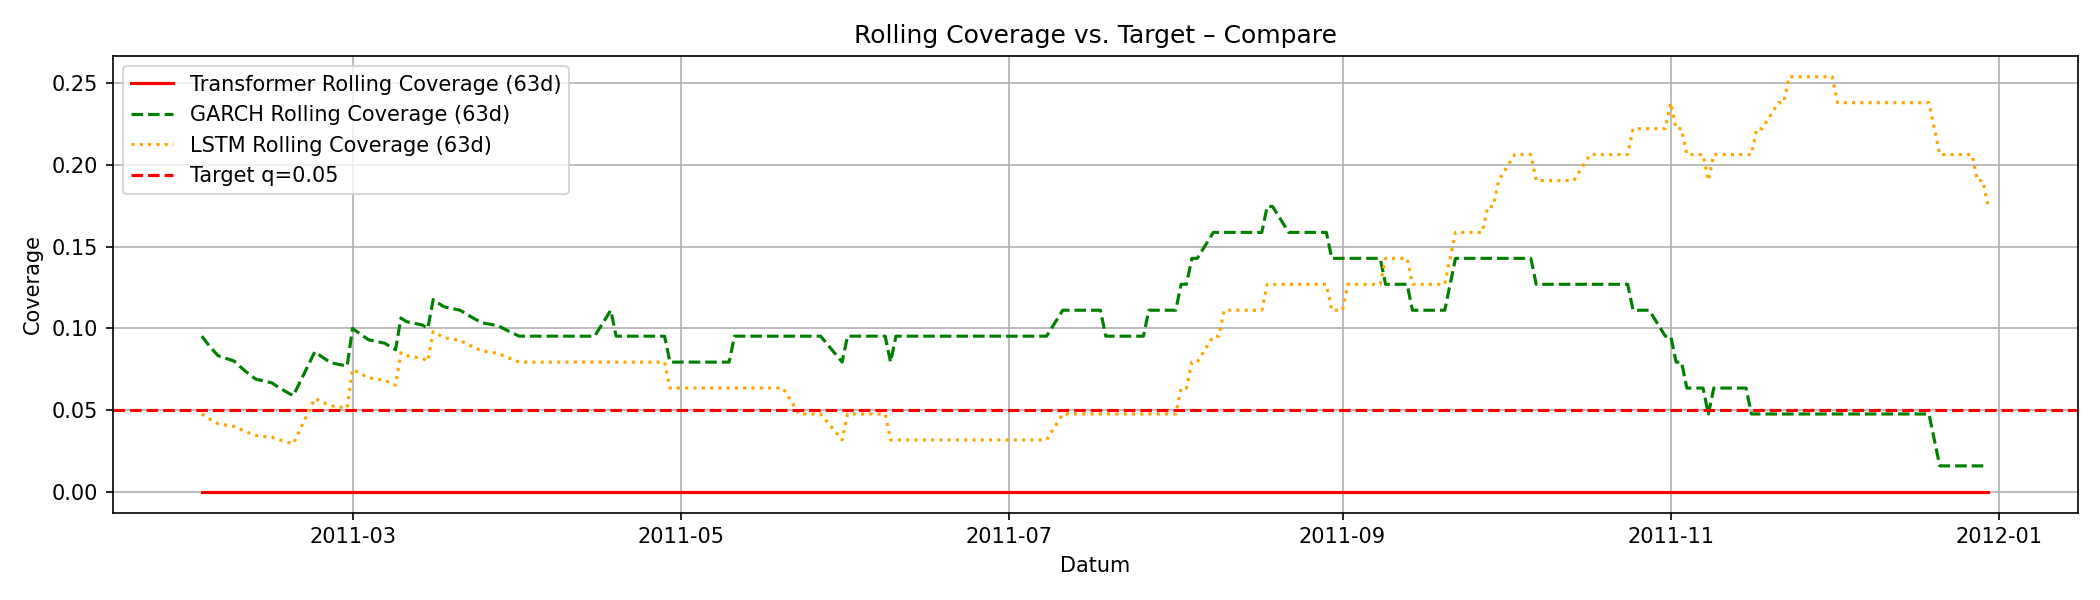 Rolling Coverage vs. Target – Compare
Transformer Rolling Coverage (63d)
GARCH Rolling Coverage (63d)
LSTM Rolling Coverage (63d)
Target q=0.05
Coverage
0.25
0.20
0.15
0.10
0.05
0.00
2011-03 2011-05 2011-07 2011-09 2011-11 2012-01
Datum